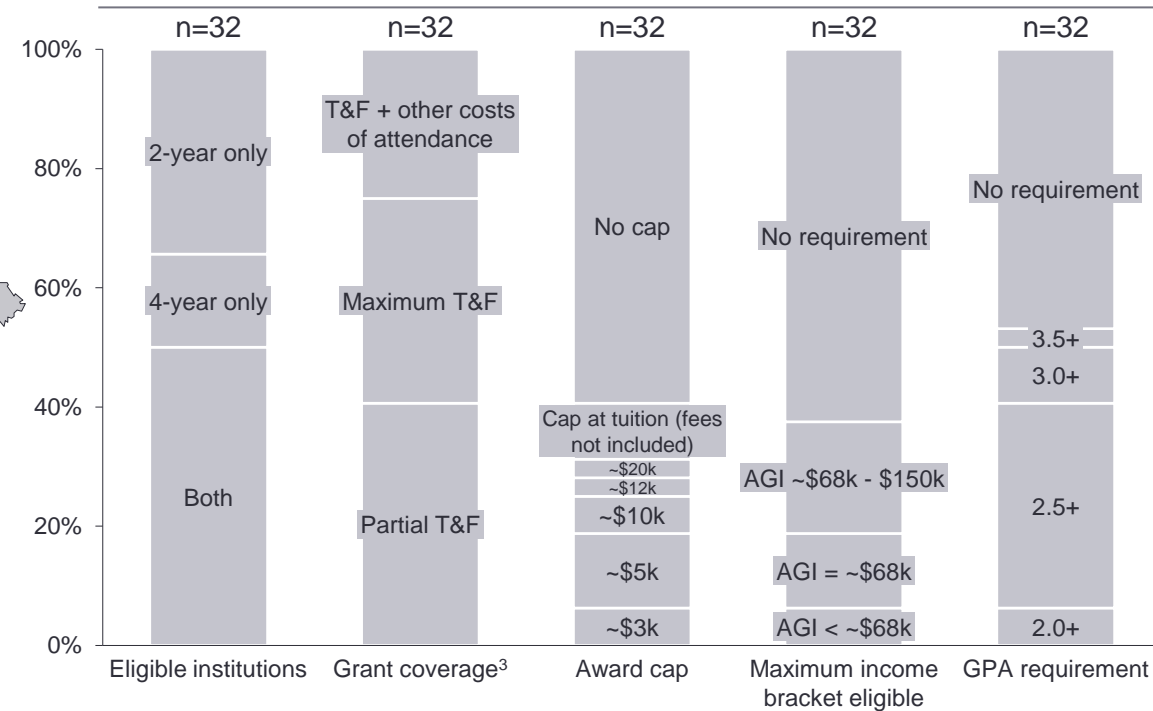 n=32 n=32 n=32 n=32 n=32
100%
80%
60%
40%
20%
0%
2-year only
4-year only
Both
T&F + other costs
of attendance
Maximum T&F
Partial T&F
No cap
Cap at tuition (fees
not included)
~$20k
~$12k
~$10k
~$5k
~$3k
No requirement
AGI ~$68k - $150k
AGI = ~$68k
AGI < ~$68k
No requirement
3.5+
3.0+
2.5+
2.0+
Eligible institutions
Grant coverage³
Award cap
Maximum income
bracket eligible
GPA requirement